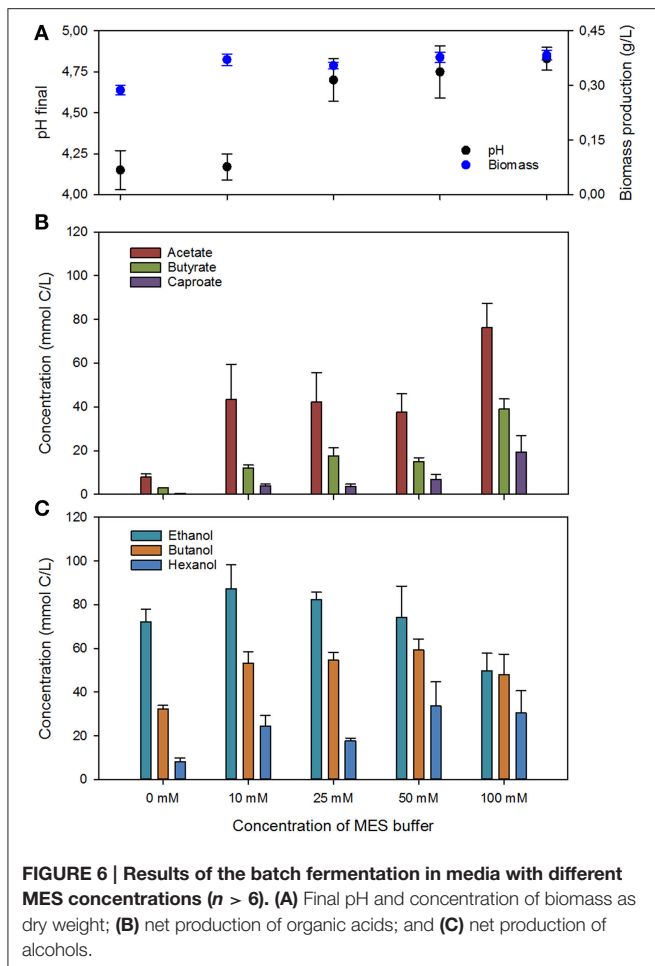 A
5,00
4,75
4,50
4,25
4,00
pH final
0,45
0,30
0,15
0,00
Biomass production (g/L)
pH
Biomass
B
120
100
80
60
40
20
0
Concentration (mmol C/L)
Acetate
Butyrate
Caproate
C
120
100
80
60
40
20
0
Concentration (mmol C/L)
Ethanol
Butanol
Hexanol
0 mM 10 mM 25 mM 50 mM 100 mM
Concentration of MES buffer
FIGURE 6 | Results of the batch fermentation in media with different
MES concentrations (n > 6). (A) Final pH and concentration of biomass as
dry weight; (B) net production of organic acids; and (C) net production of
alcohols.